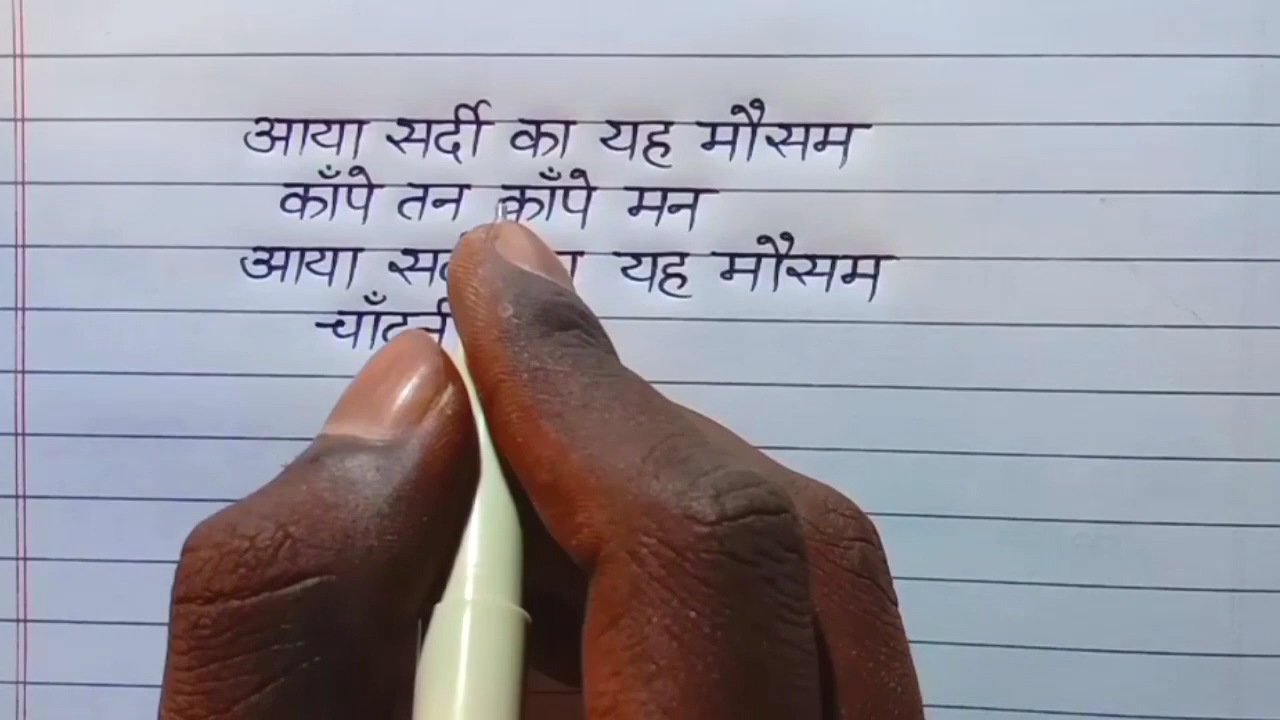 आया सर्दी का यह मौसम
काँपे तन काँपे मन
आया यह मौसम